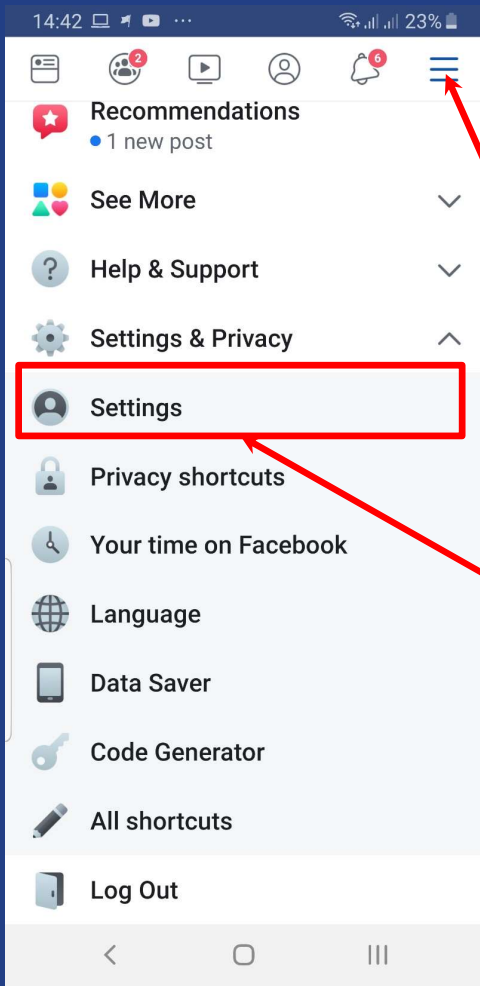 14:42 ... 23%
2 6
Recommendations
1 new post
See More
? Help & Support
Settings & Privacy
Settings
Privacy shortcuts
Your time on Facebook
Language
Data Saver
Code Generator
All shortcuts
Log Out